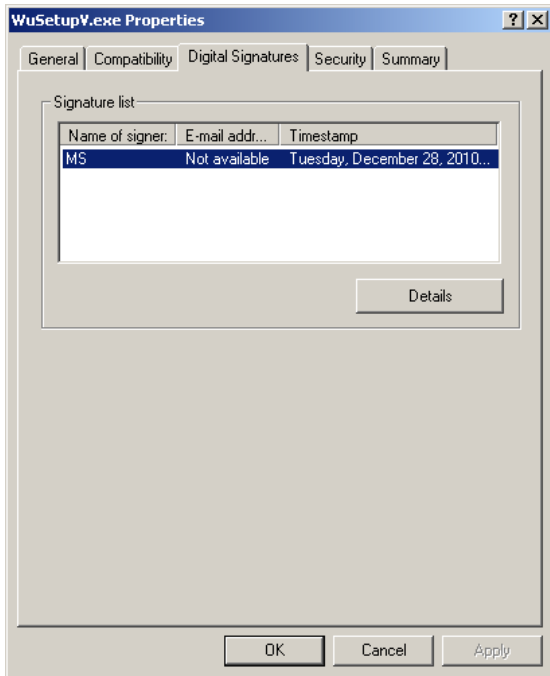 WuSetupV.exe Properties
General Compatibility Digital Signatures Security Summary
Signature list
Name of signer: E-mail addr... Timestamp
MS Not available Tuesday, December 28, 2010...
Details
OK Cancel Apply